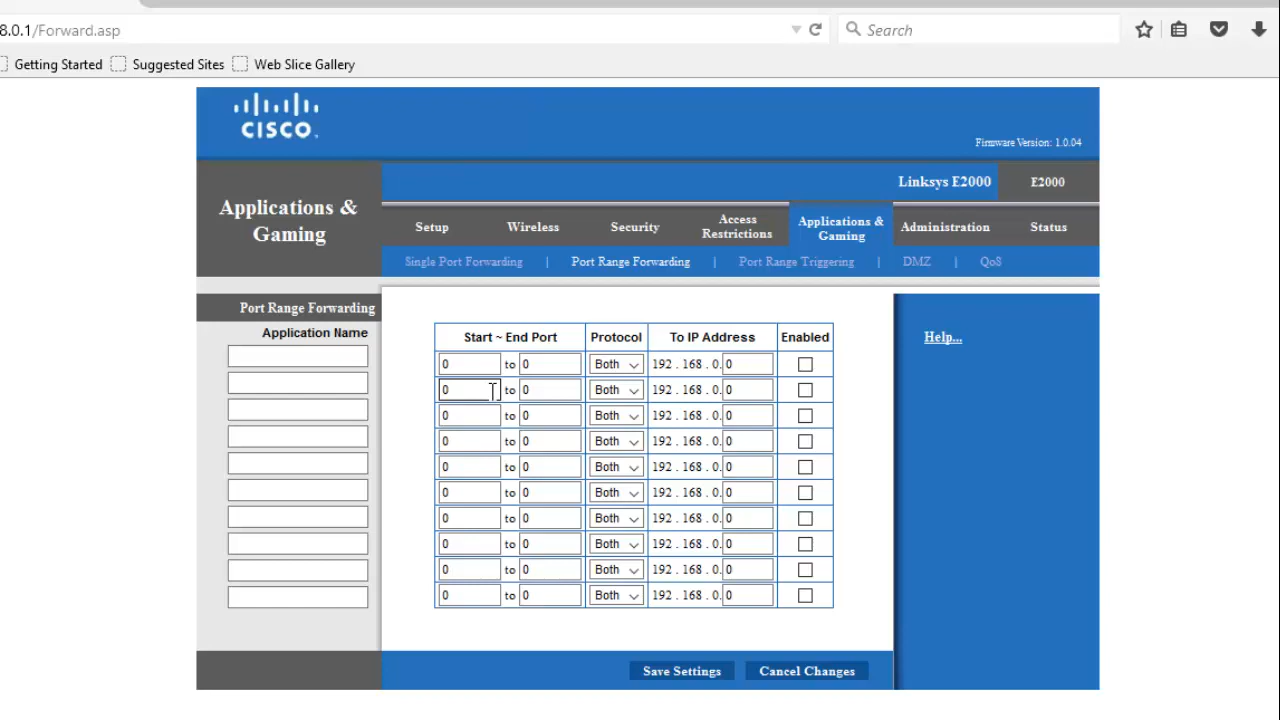 8.0.1/Forward.asp
Search
Getting Started
Suggested Sites
Web Slice Gallery
CISCO.
Firmware Version: 1.0.04
Linksys E2000
E2000
Applications &
Gaming
Setup
Wireless
Security
Access
Restrictions
Applications &
Gaming
Administration
Status
Single Port Forwarding | Port Range Forwarding | Port Range Triggering | DMZ | QoS
Port Range Forwarding
Application Name
Start ~ End Port Protocol To IP Address Enabled
0 to 0 Both 192 . 168 . 0. 0
0 to 0 Both 192 . 168 . 0. 0
0 to 0 Both 192 . 168 . 0. 0
0 to 0 Both 192 . 168 . 0. 0
0 to 0 Both 192 . 168 . 0. 0
0 to 0 Both 192 . 168 . 0. 0
0 to 0 Both 192 . 168 . 0. 0
0 to 0 Both 192 . 168 . 0. 0
0 to 0 Both 192 . 168 . 0. 0
0 to 0 Both 192 . 168 . 0. 0
Help...
Save Settings
Cancel Changes